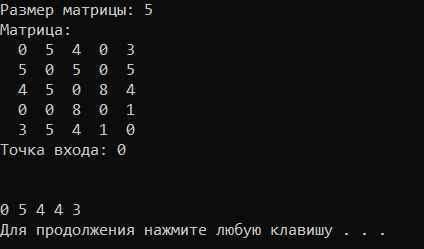 Размер матрицы: 5
Матрица:
0 5 4 0 3
5 0 5 0 5
4 5 0 8 4
0 0 8 0 1
3 5 4 1 0
Точка входа: 0
0 5 4 4 3
Для продолжения нажмите любую клавишу . . .